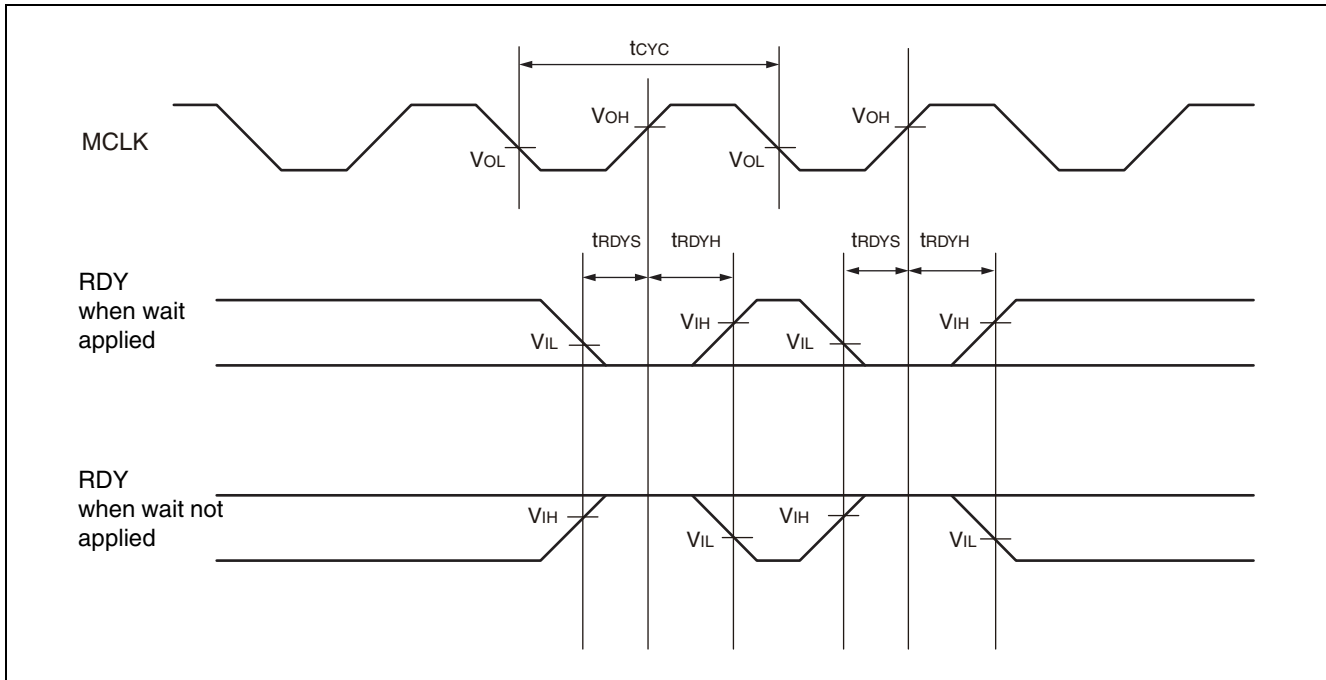 tCYC
MCLK
VOH
VOH
VOL
VOL
tRDYS
tRDYH
tRDYS
tRDYH
RDY
when wait
applied
VIL
VIH
VIL
VIH
RDY
when wait not
applied
VIH
VIL
VIH
VIL